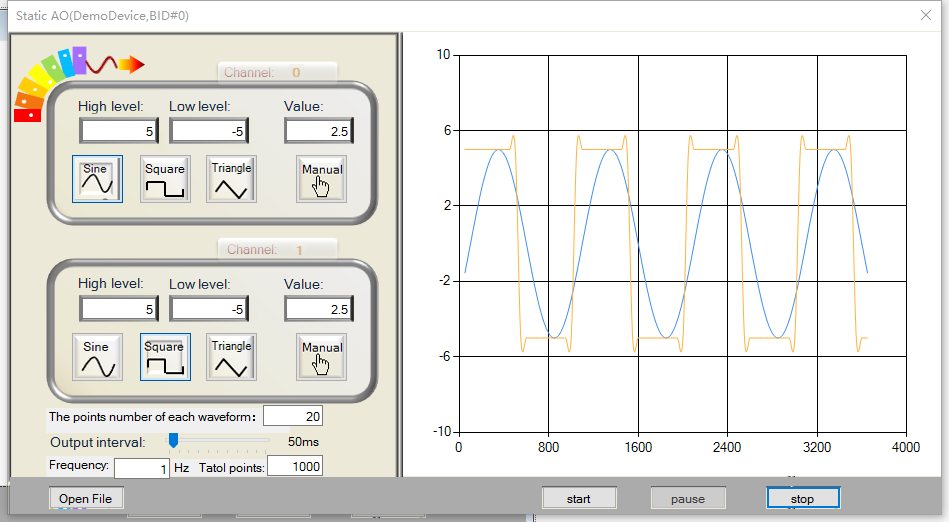 Static AO(DemoDevice,BID#0)
Channel: 0
High level: Low level: Value:
5 -5 2.5
Sine Square Triangle Manual
Channel: 1
High level: Low level: Value:
5 -5 2.5
Sine Square Triangle Manual
The points number of each waveform: 20
Output interval: 50ms
Frequency: 1 Hz Tatol points: 1000
10
6
2
-2
-6
-10
0 800 1600 2400 3200 4000
Open File start pause stop